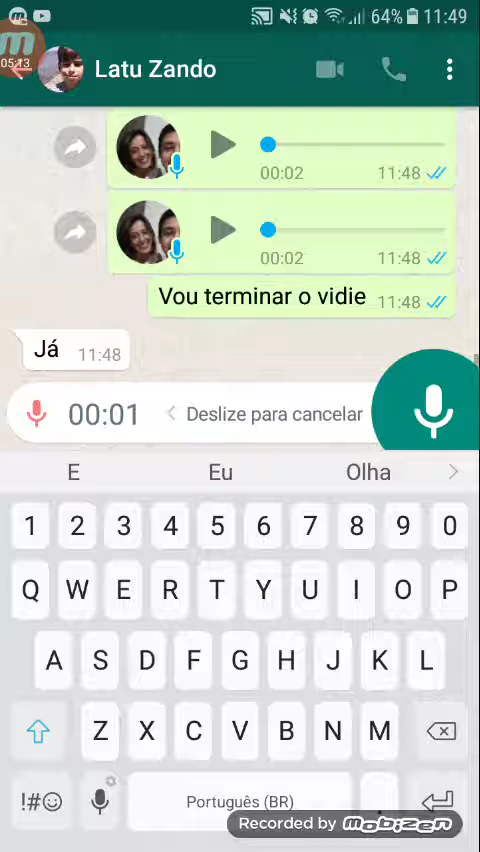 64% 11:49
05:13
Latu Zando
00:02 11:48
00:02 11:48
Vou terminar o vidie 11:48
Já 11:48
00:01 < Deslize para cancelar
E Eu Olha >
1 2 3 4 5 6 7 8 9 0
Q W E R T Y U I O P
A S D F G H J K L
Z X C V B N M
!#☺ Português (BR) .
Recorded by mobizen